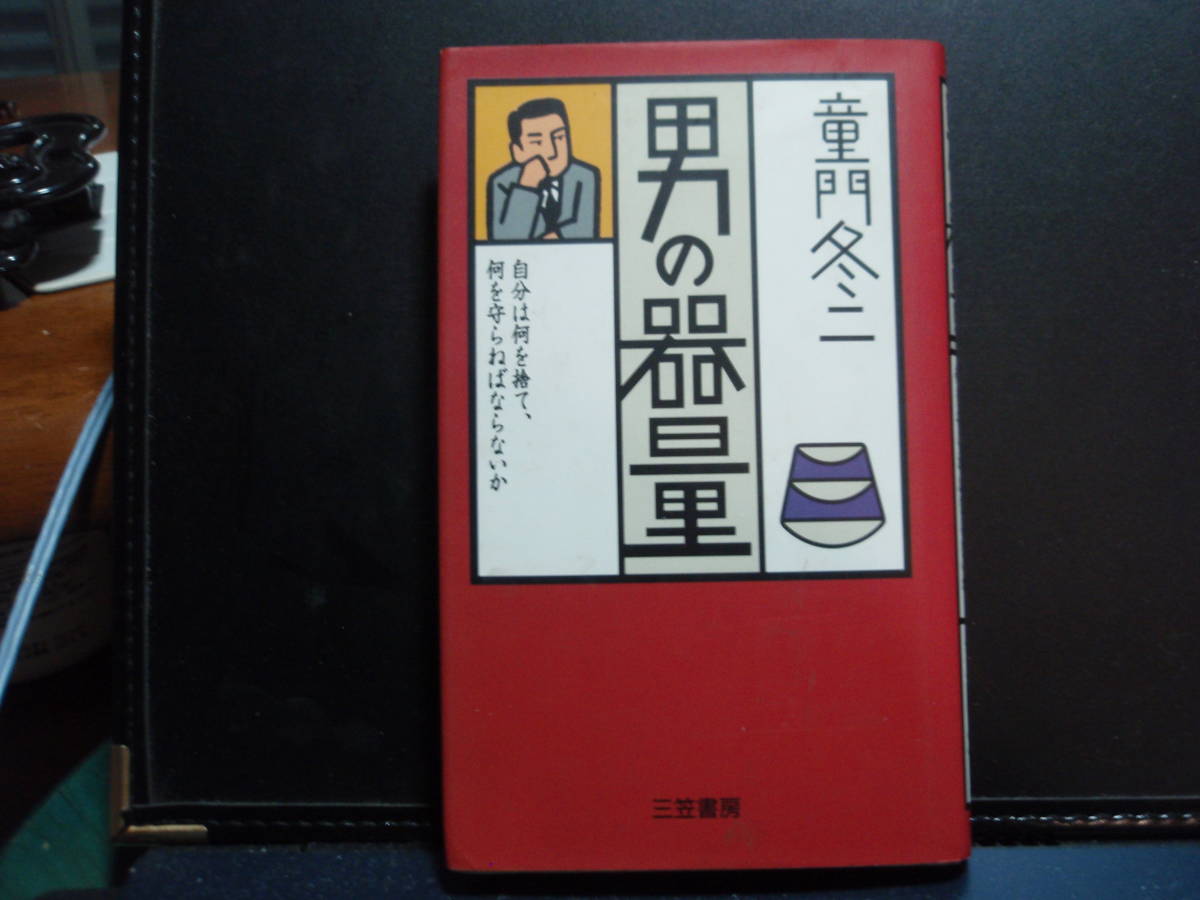 童門冬二
男の器量
自分は何を捨て、
何を守らねばならないか
三笠書房